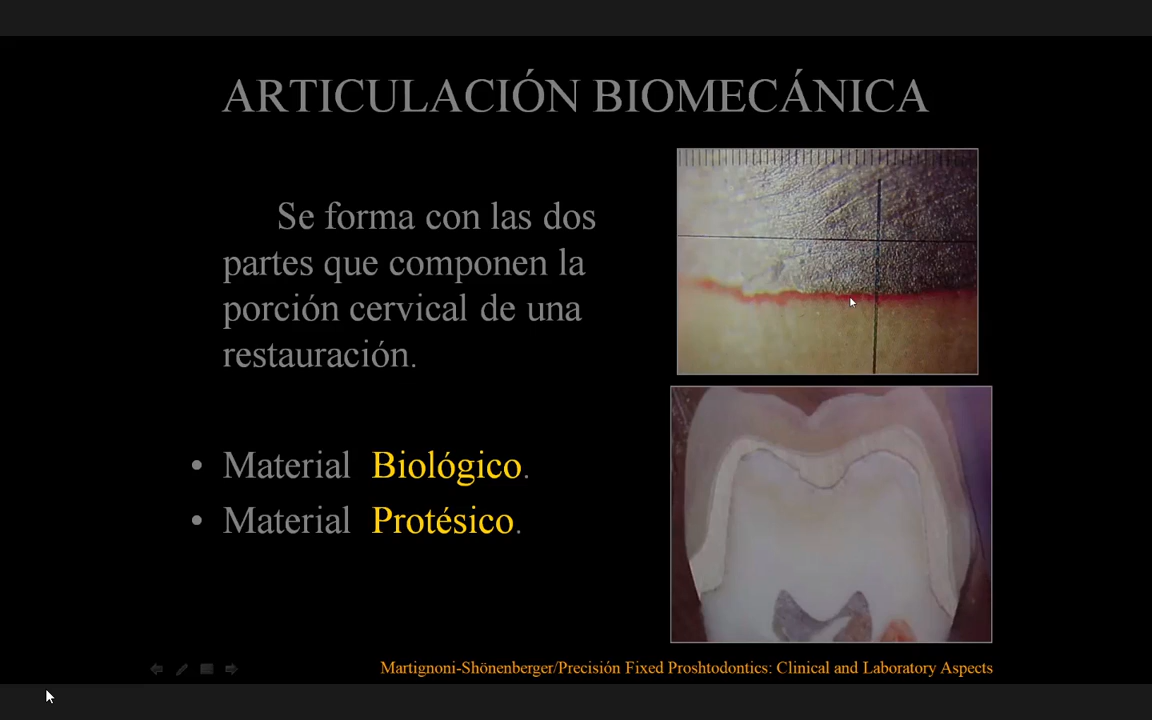 ARTICULACIÓN BIOMECÁNICA
Se forma con las dos
partes que componen la
porción cervical de una
restauración.
• Material Biológico.
• Material Protésico.
Martignoni-Shönenberger/Precisión Fixed Proshtodontics: Clinical and Laboratory Aspects